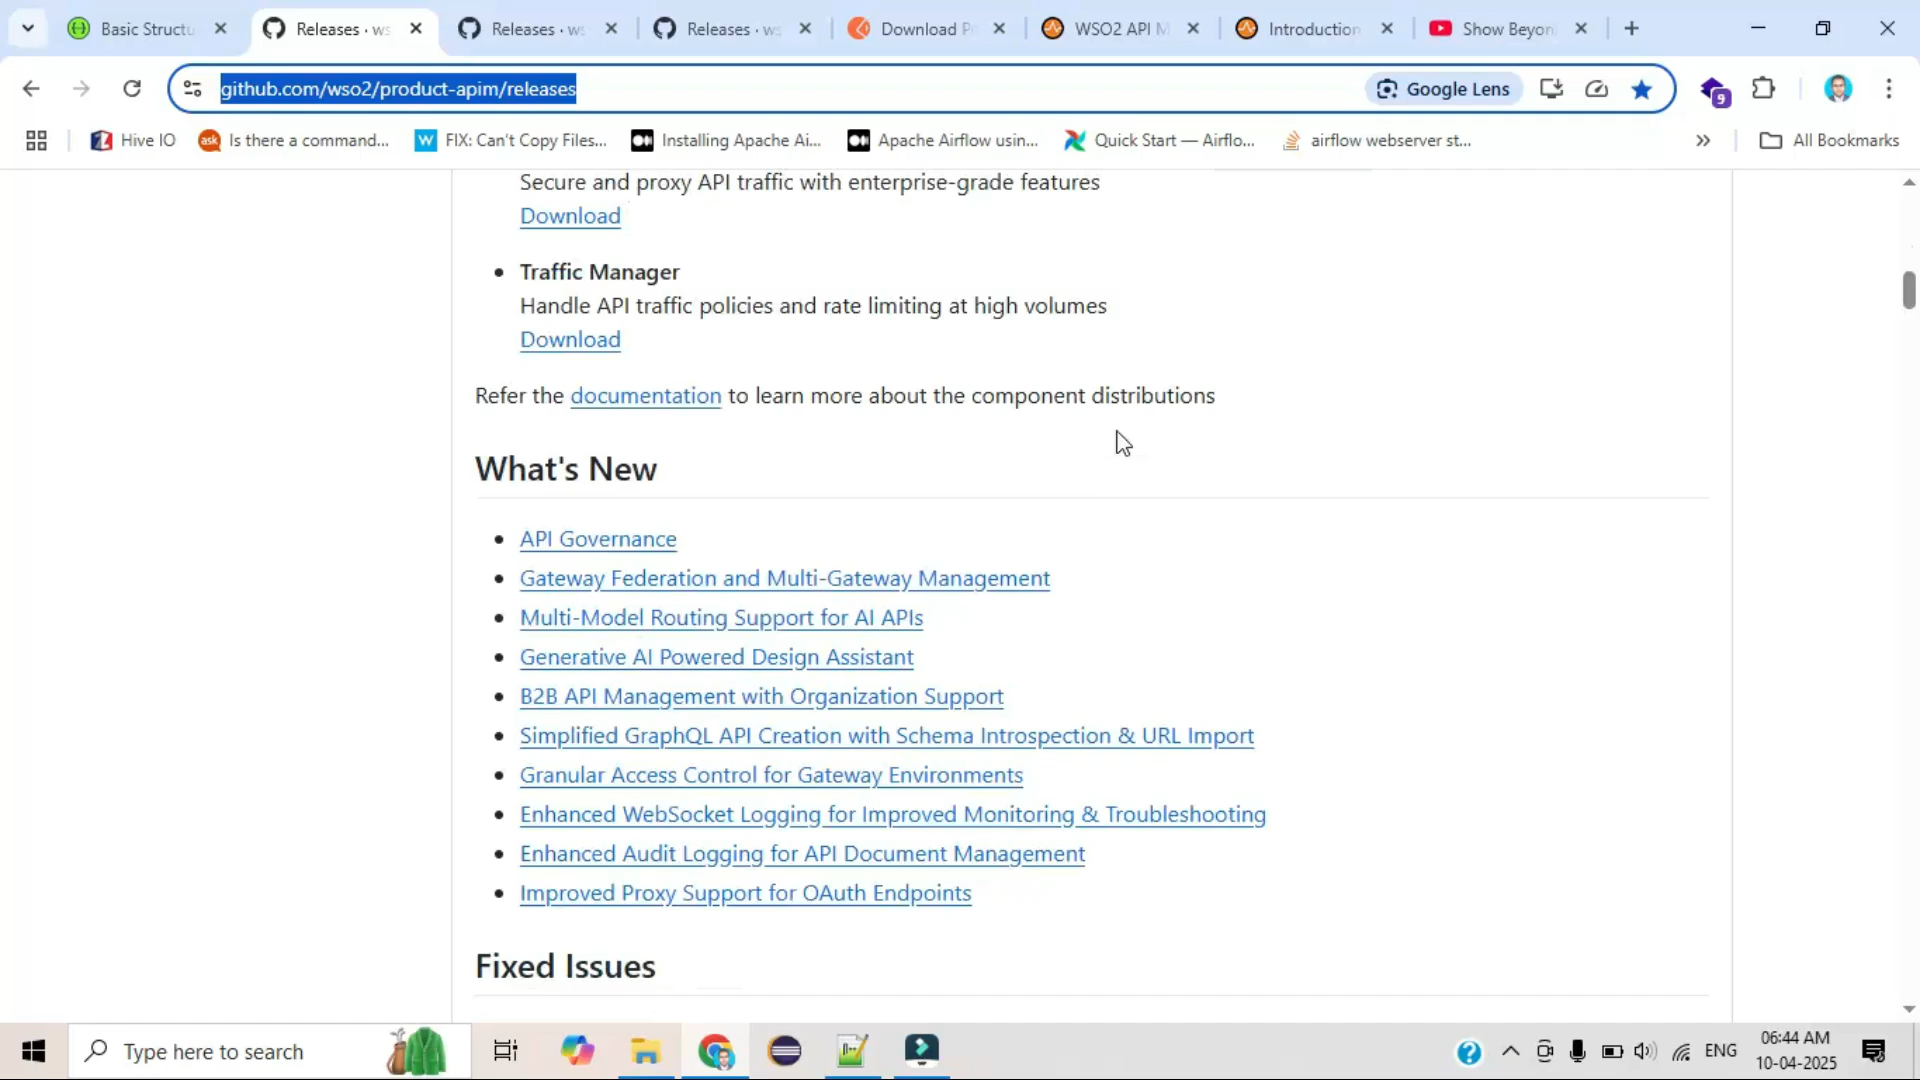 Basic Structu
Releases · ws
Releases · ws
Releases · ws
Download Po
WSO2 API M
Introduction
Show Beyon
github.com/wso2/product-apim/releases
Google Lens
9
Hive IO
ask
Is there a command...
W
FIX: Can't Copy Files...
Installing Apache Ai...
Apache Airflow usin...
Quick Start — Airflo...
airflow webserver st...
All Bookmarks
Secure and proxy API traffic with enterprise-grade features
Download
Traffic Manager
Handle API traffic policies and rate limiting at high volumes
Download
Refer the documentation to learn more about the component distributions
What's New
API Governance
Gateway Federation and Multi-Gateway Management
Multi-Model Routing Support for AI APIs
Generative AI Powered Design Assistant
B2B API Management with Organization Support
Simplified GraphQL API Creation with Schema Introspection & URL Import
Granular Access Control for Gateway Environments
Enhanced WebSocket Logging for Improved Monitoring & Troubleshooting
Enhanced Audit Logging for API Document Management
Improved Proxy Support for OAuth Endpoints
Fixed Issues
Type here to search
ENG
06:44 AM
10-04-2025